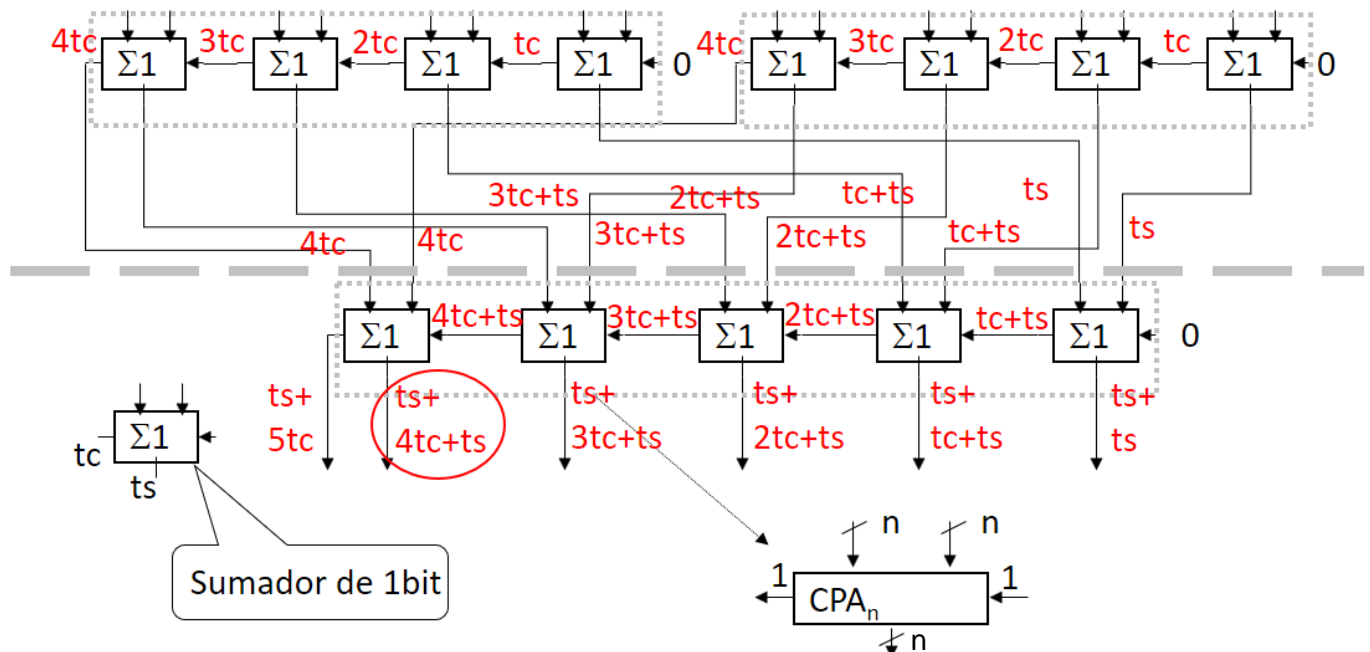 4tc 3tc 2tc tc 4tc 3tc 2tc tc
Σ1 Σ1 Σ1 Σ1 0 Σ1 Σ1 Σ1 Σ1 0
3tc+ts 2tc+ts tc+ts ts
4tc 4tc 3tc+ts 2tc+ts tc+ts ts
4tc+ts 3tc+ts 2tc+ts tc+ts
Σ1 Σ1 Σ1 Σ1 Σ1 0
ts+ ts+ ts+ ts+ ts+ ts+
5tc 4tc+ts 3tc+ts 2tc+ts tc+ts ts
Σ1
tc
ts
Sumador de 1bit
n n
1 CPAn 1
n